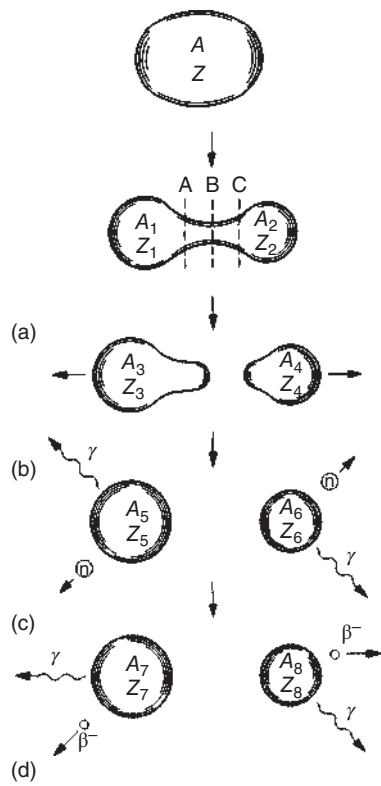 A
Z
A B C
A₁ A₂
Z₁ Z₂
(a)
A₃ A₄
Z₃ Z₄
(b)
γ n
A₅ A₆
Z₅ Z₆
n γ
(c)
γ A₇ A₈ β⁻
Z₇ Z₈
β⁻ γ
(d)